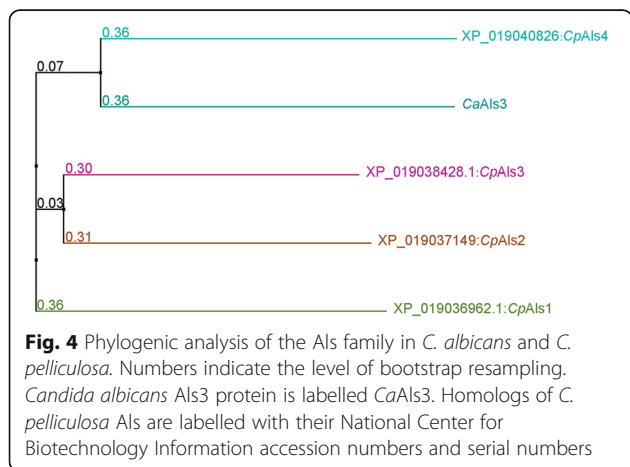 0.36
XP_019040826:CpAls4
0.07
0.36
CaAls3
0.30
XP_019038428.1:CpAls3
0.03
0.31
XP_019037149:CpAls2
0.36
XP_019036962.1:CpAls1
Fig. 4 Phylogenic analysis of the Als family in C. albicans and C.
pelliculosa. Numbers indicate the level of bootstrap resampling.
Candida albicans Als3 protein is labelled CaAls3. Homologs of C.
pelliculosa Als are labelled with their National Center for
Biotechnology Information accession numbers and serial numbers